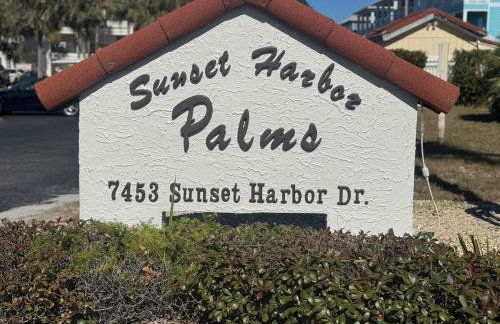 Sunset Harbor
Palms
7453 Sunset Harbor Dr.